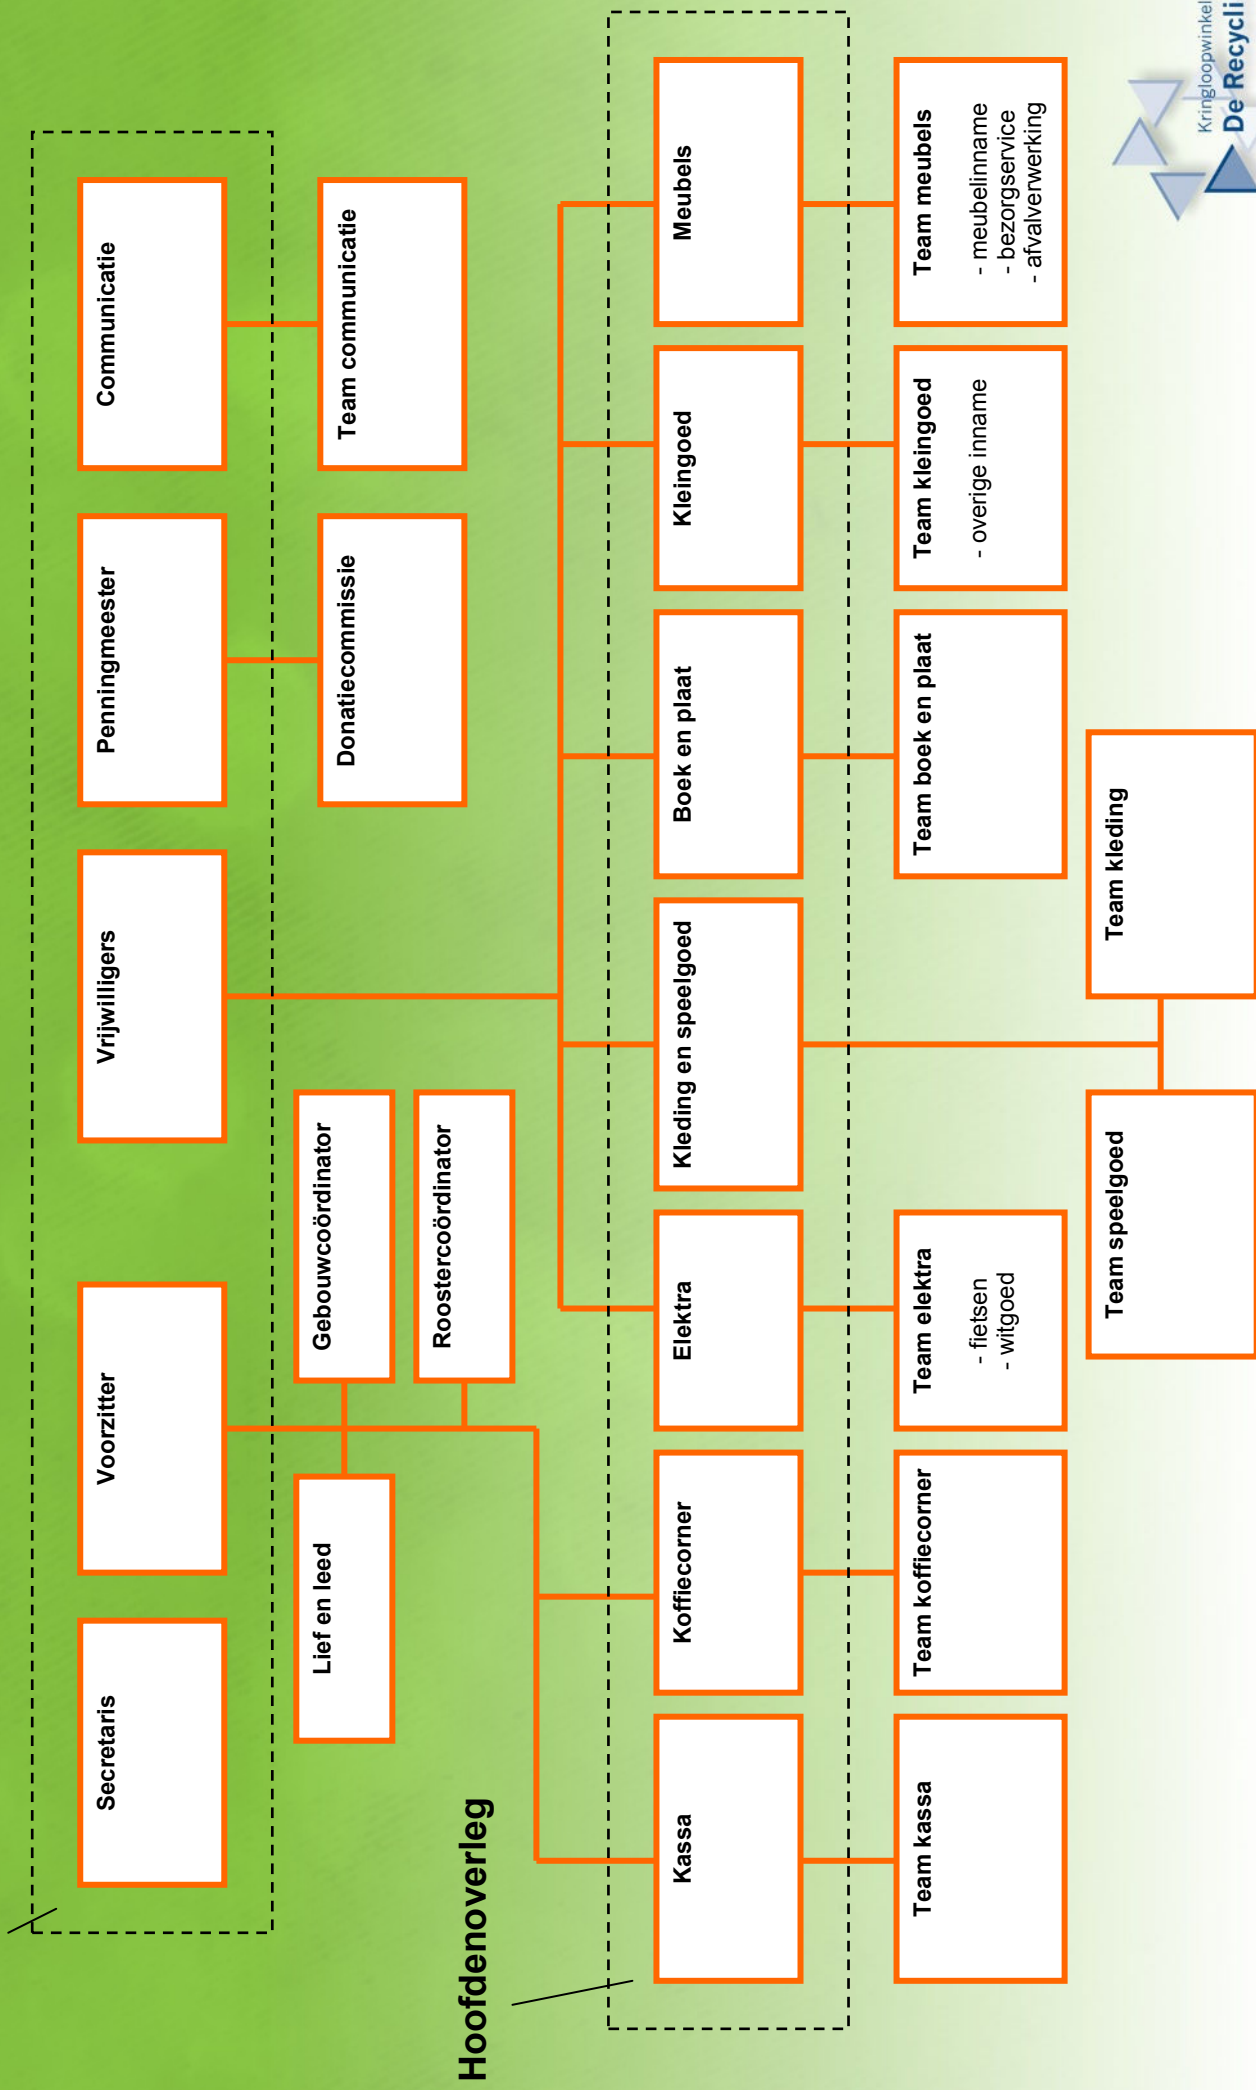 Secretaris
Voorzitter
Vrijwilligers
Penningmeester
Communicatie
Lief en leed
Gebouwcoördinator
Roostercoördinator
Donatiecommissie
Team communicatie
Hoofdenoverleg
Kassa
Koffiecorner
Elektra
Kleding en speelgoed
Boek en plaat
Kleingoed
Meubels
Team kassa
Team koffiecorner
Team elektra
- fietsen
- witgoed
Team boek en plaat
Team kleingoed
- overige inname
Team meubels
- meubelinname
- bezorgservice
- afvalverwerking
Team speelgoed
Team kleding
Kringloopwinkel
De Recycli